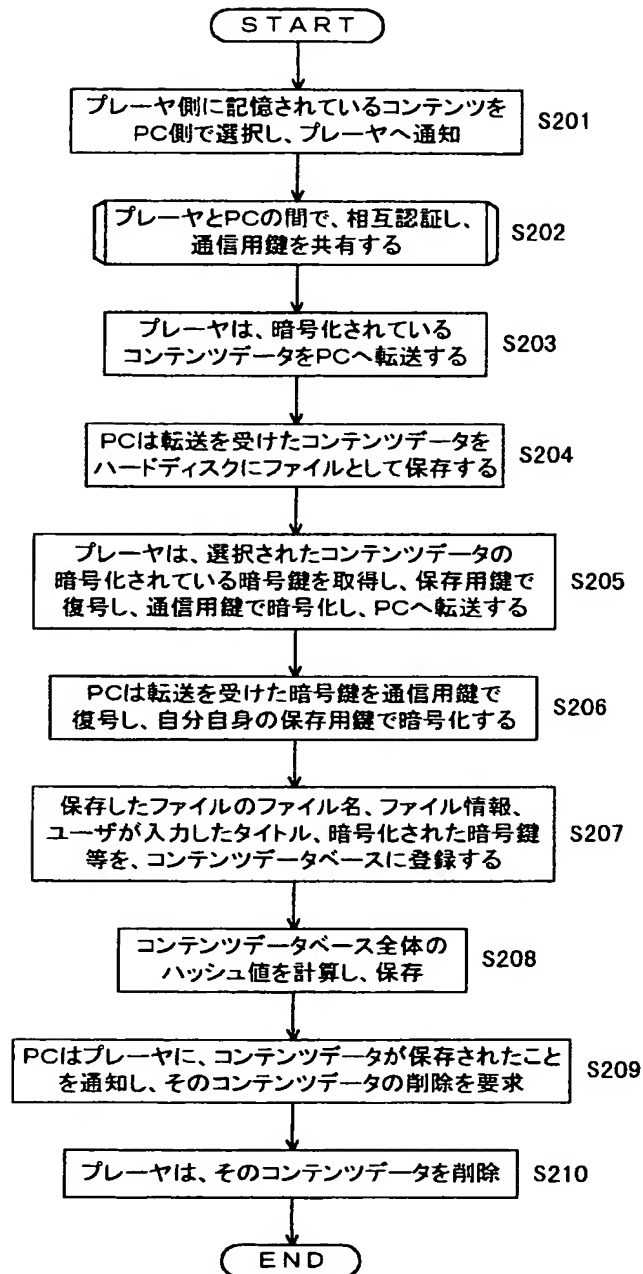 START
プレーヤ側に記憶されているコンテンツを
PC側で選択し、プレーヤへ通知
S201
プレーヤとPCの間で、相互認証し、
通信用鍵を共有する
S202
プレーヤは、暗号化されている
コンテンツデータをPCへ転送する
S203
PCは転送を受けたコンテンツデータを
ハードディスクにファイルとして保存する
S204
プレーヤは、選択されたコンテンツデータの
暗号化されている暗号鍵を取得し、保存用鍵で
復号し、通信用鍵で暗号化し、PCへ転送する
S205
PCは転送を受けた暗号鍵を通信用鍵で
復号し、自分自身の保存用鍵で暗号化する
S206
保存したファイルのファイル名、ファイル情報、
ユーザが入力したタイトル、暗号化された暗号鍵
等を、コンテンツデータベースに登録する
S207
コンテンツデータベース全体の
ハッシュ値を計算し、保存
S208
PCはプレーヤに、コンテンツデータが保存されたこと
を通知し、そのコンテンツデータの削除を要求
S209
プレーヤは、そのコンテンツデータを削除
S210
END